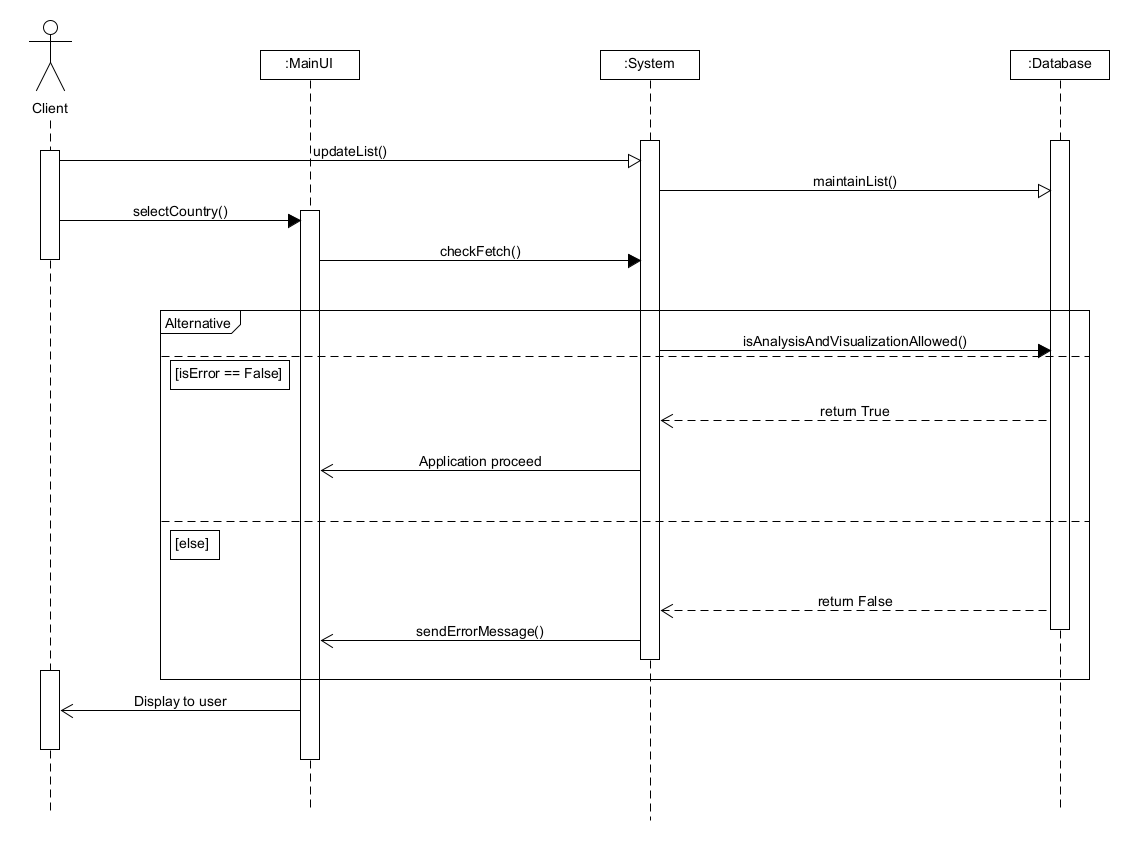 Client
:MainUI
:System
:Database
updateList()
maintainList()
selectCountry()
checkFetch()
Alternative
isAnalysisAndVisualizationAllowed()
[isError == False]
return True
Application proceed
[else]
return False
sendErrorMessage()
Display to user